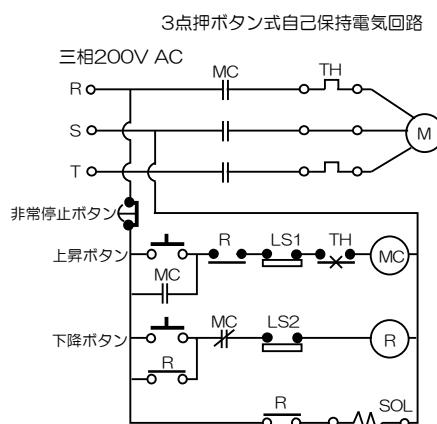 3点押ボタン式自己保持電気回路
三相200V AC
MC
TH
R
S
M
T
非常停止ボタン
上昇ボタン
R
LS1
TH
MC
MC
下降ボタン
MC
LS2
R
R
R
SOL